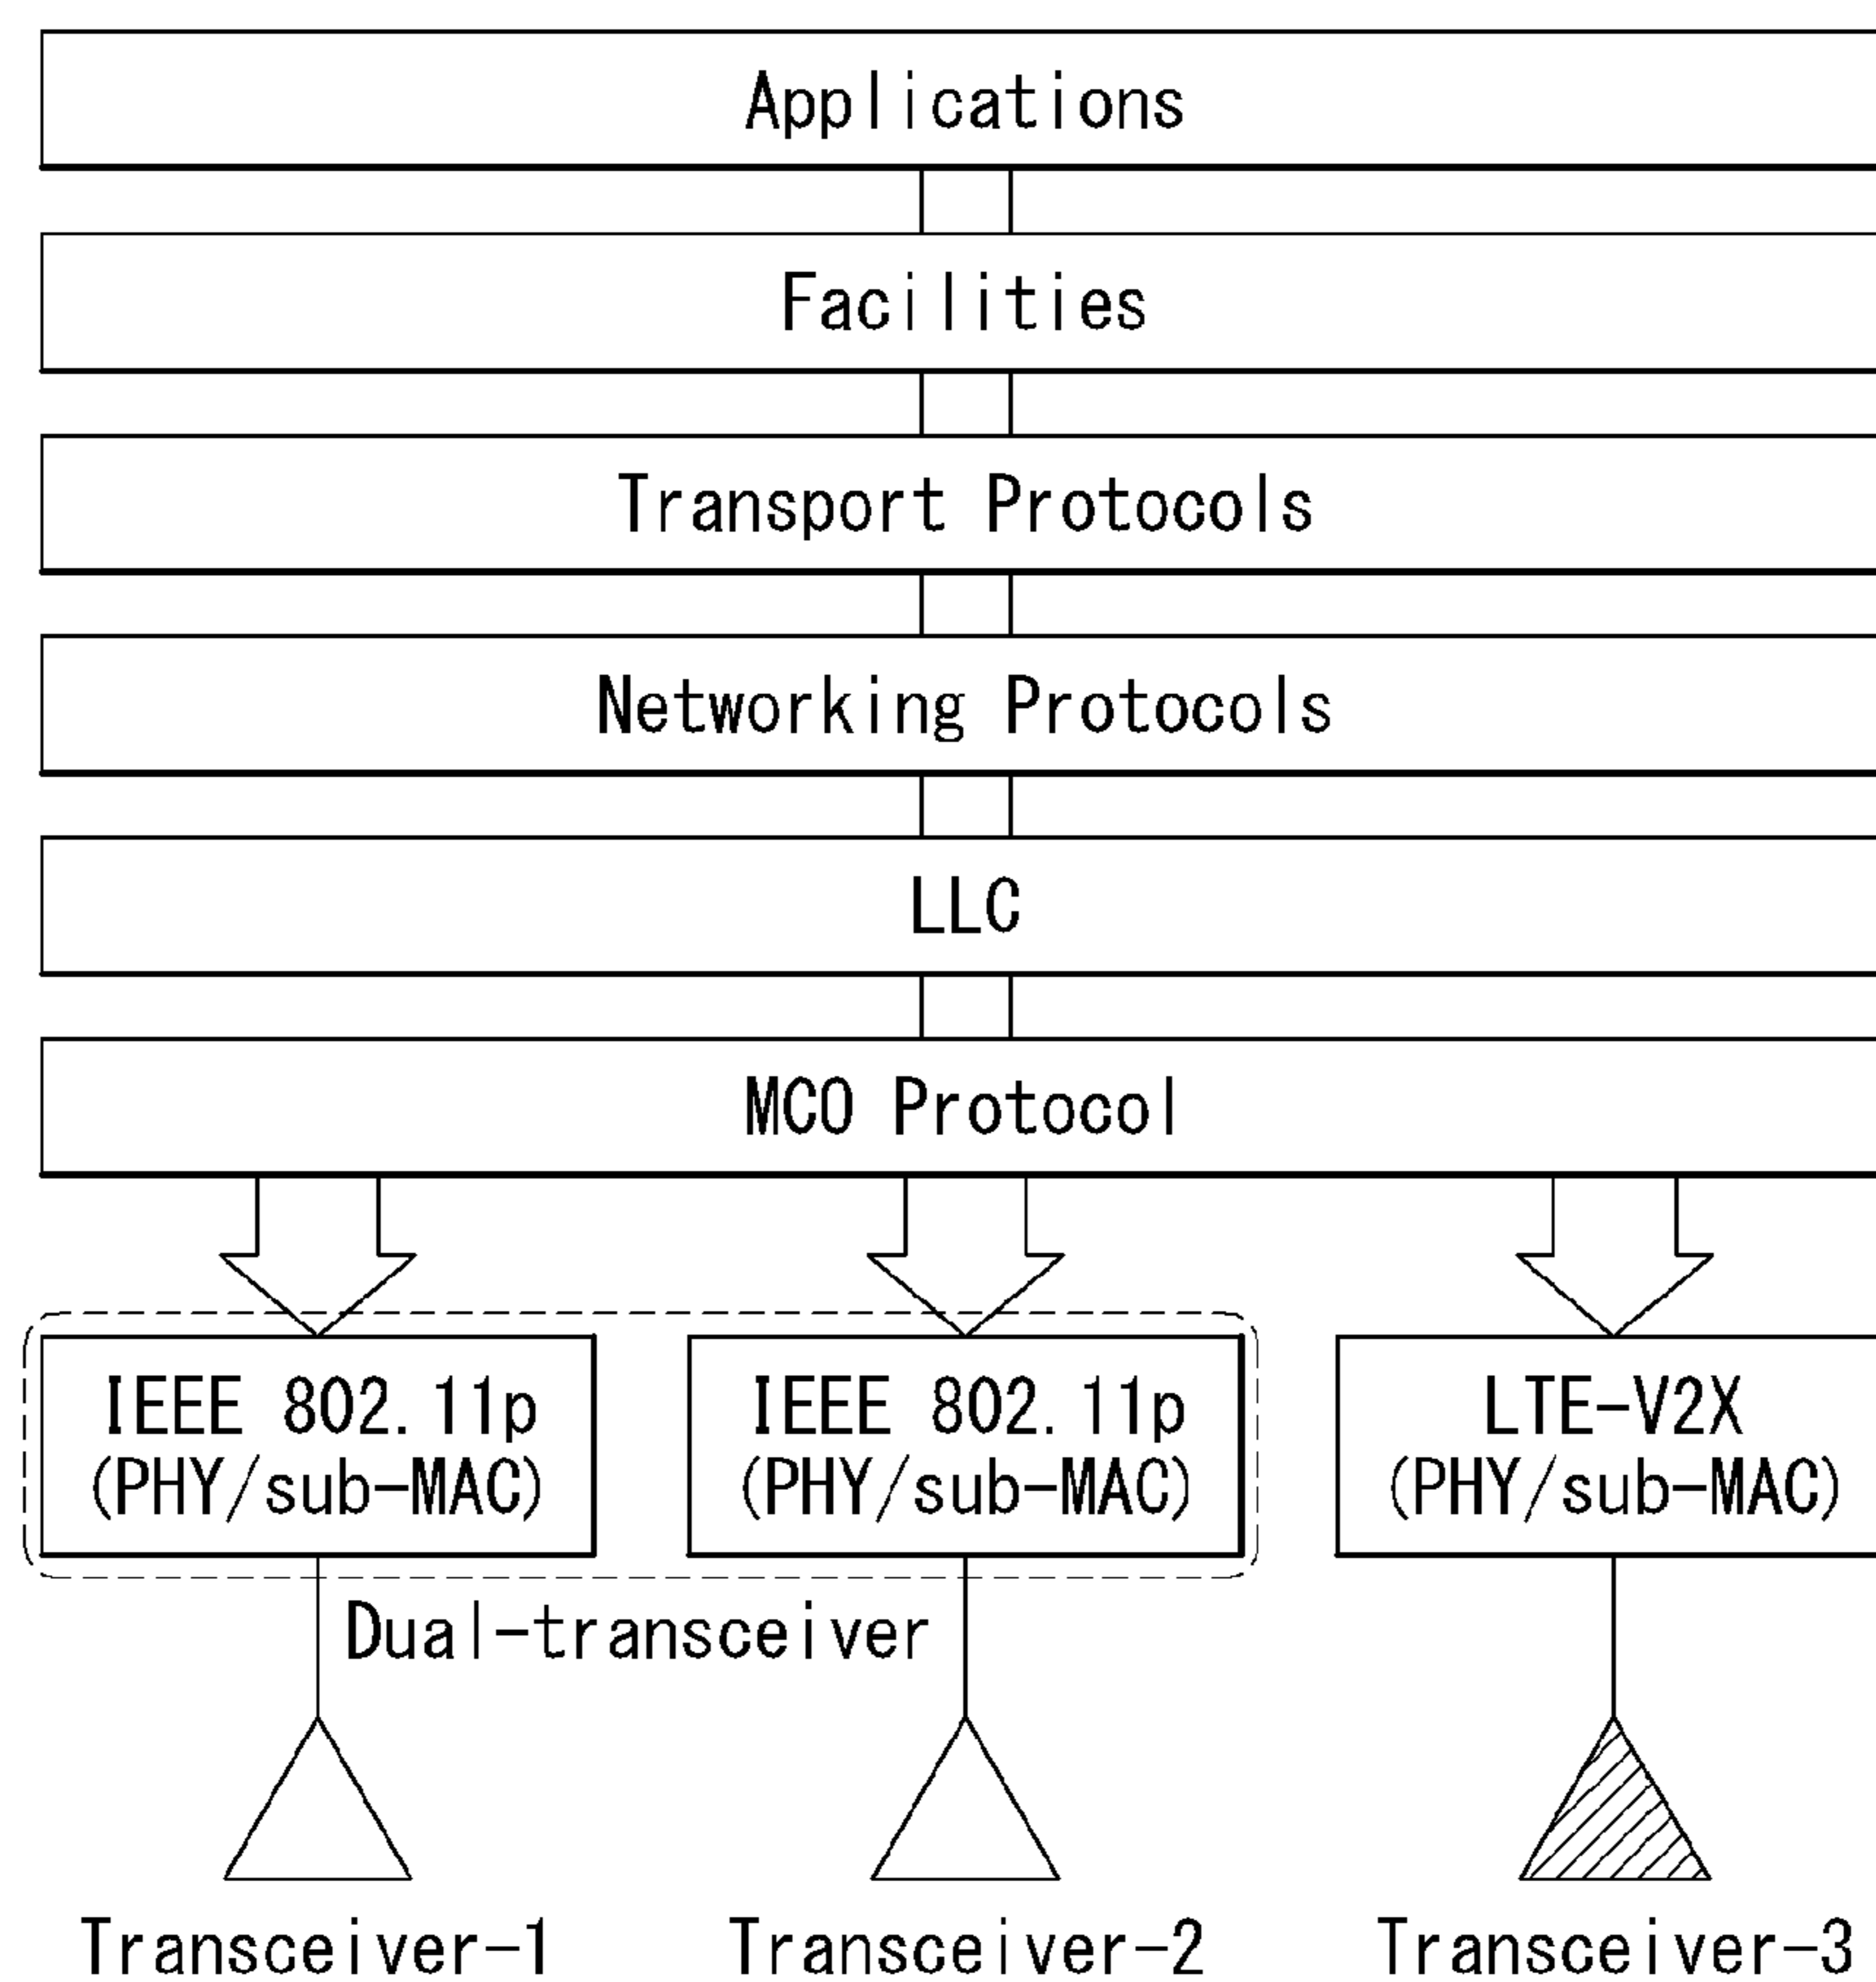 Applications
Facilities
Transport Protocols
Networking Protocols
LLC
MCO Protocol
IEEE 802.11p
(PHY/sub-MAC)
IEEE 802.11p
(PHY/sub-MAC)
LTE-V2X
(PHY/sub-MAC)
Dual-transceiver
Transceiver-1
Transceiver-2
Transceiver-3